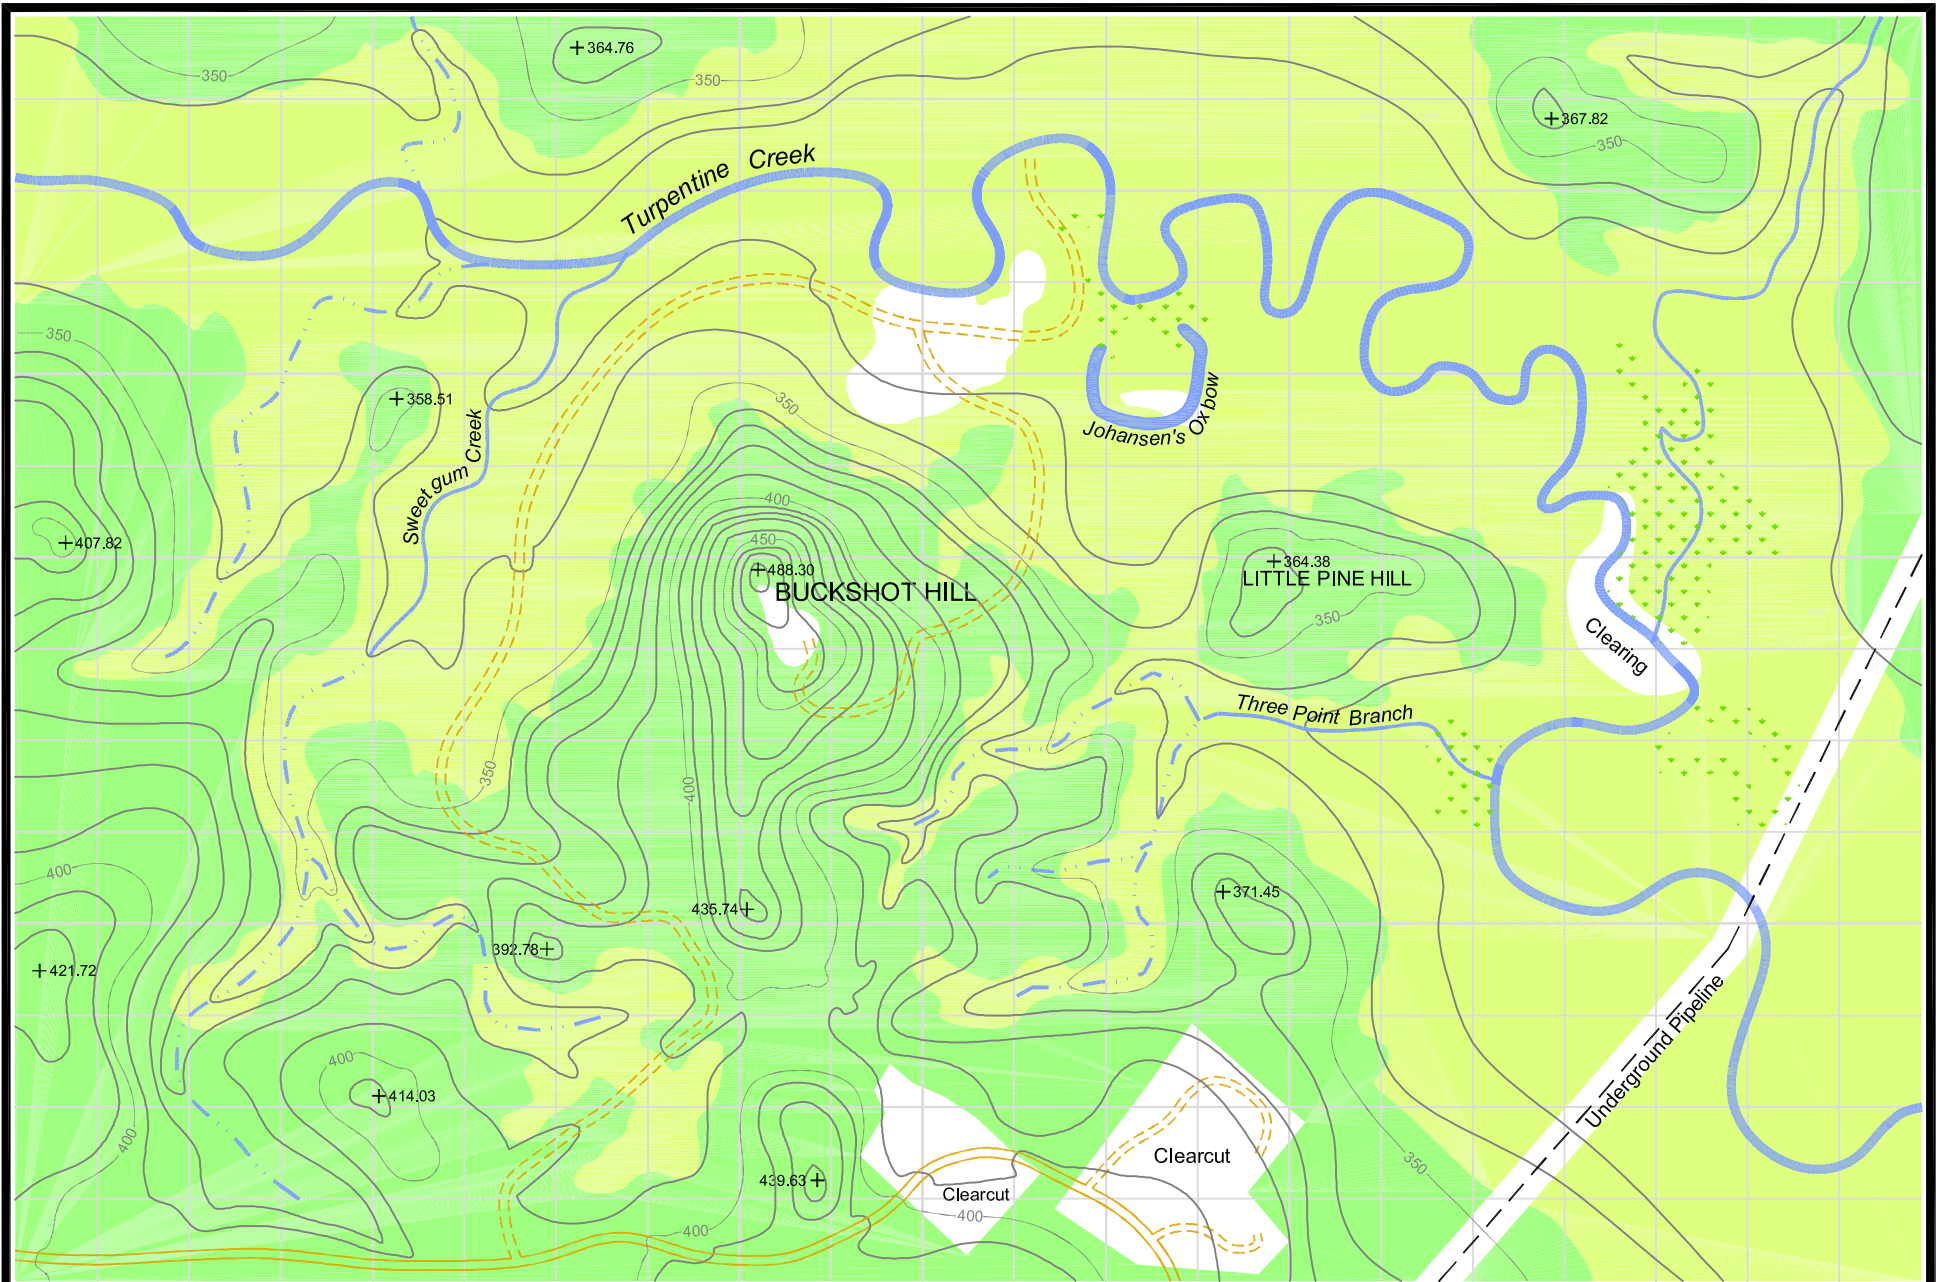 364.76
350
350
367.82
350
Turpentine Creek
350
358.51
350
Johansen's Ox bow
Sweet gum Creek
400
407.82
450
488.30
BUCKSHOT HILL
364.38
LITTLE PINE HILL
350
Clearing
Three Point Branch
350
400
400
371.45
435.74
392.78
421.72
Underground Pipeline
400
414.03
400
Clearcut
350
439.63
Clearcut
400
400